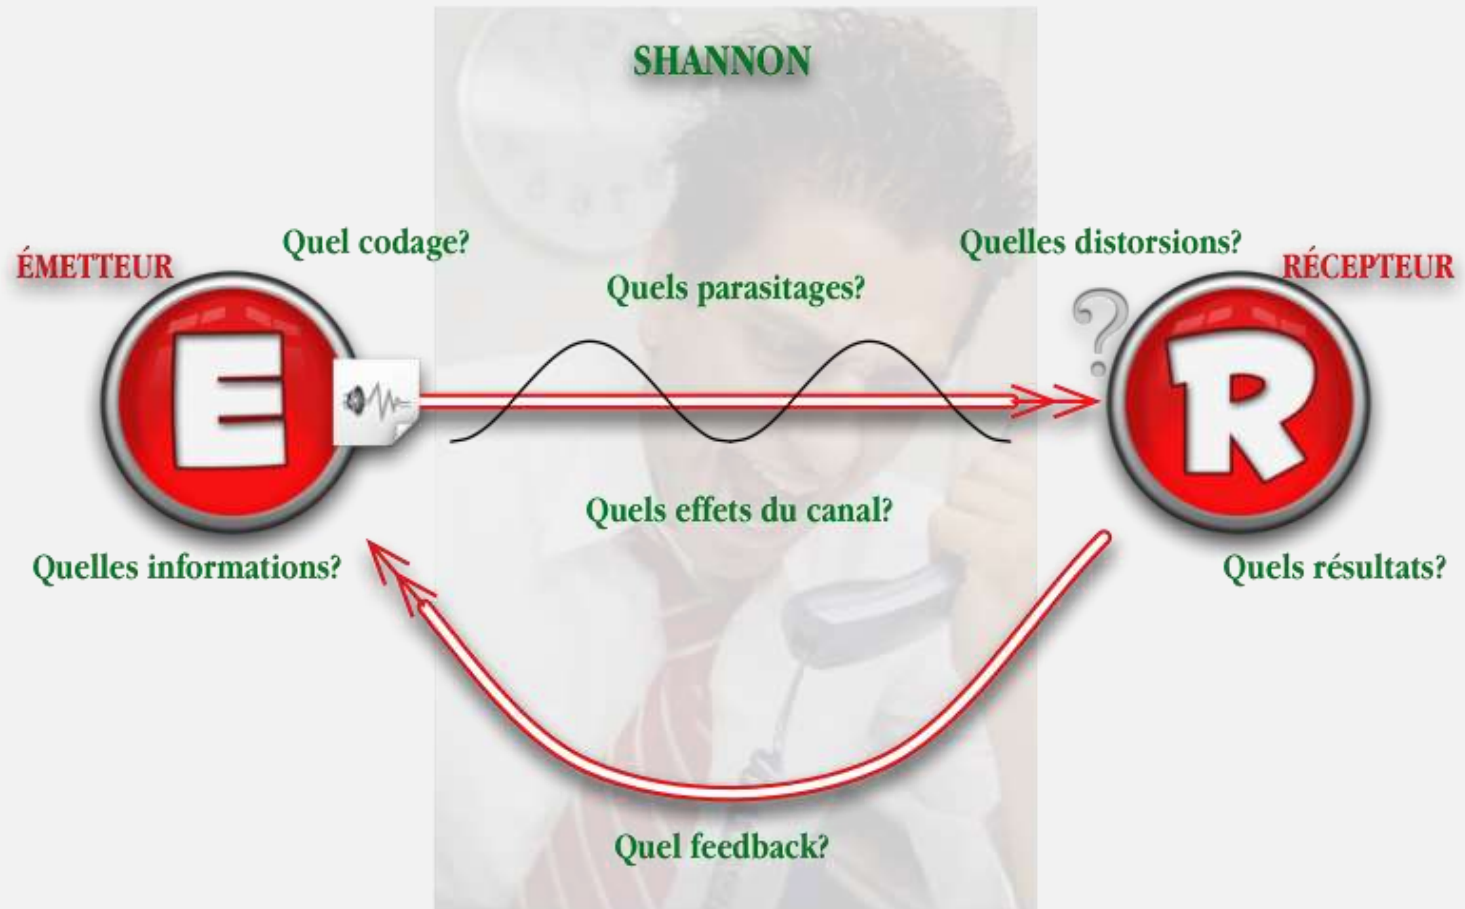 SHANNON
Quel codage?
Quelles distorsions?
ÉMETTEUR
RÉCEPTEUR
Quels parasitages?
?
E
R
Quels effets du canal?
Quelles informations?
Quels résultats?
Quel feedback?